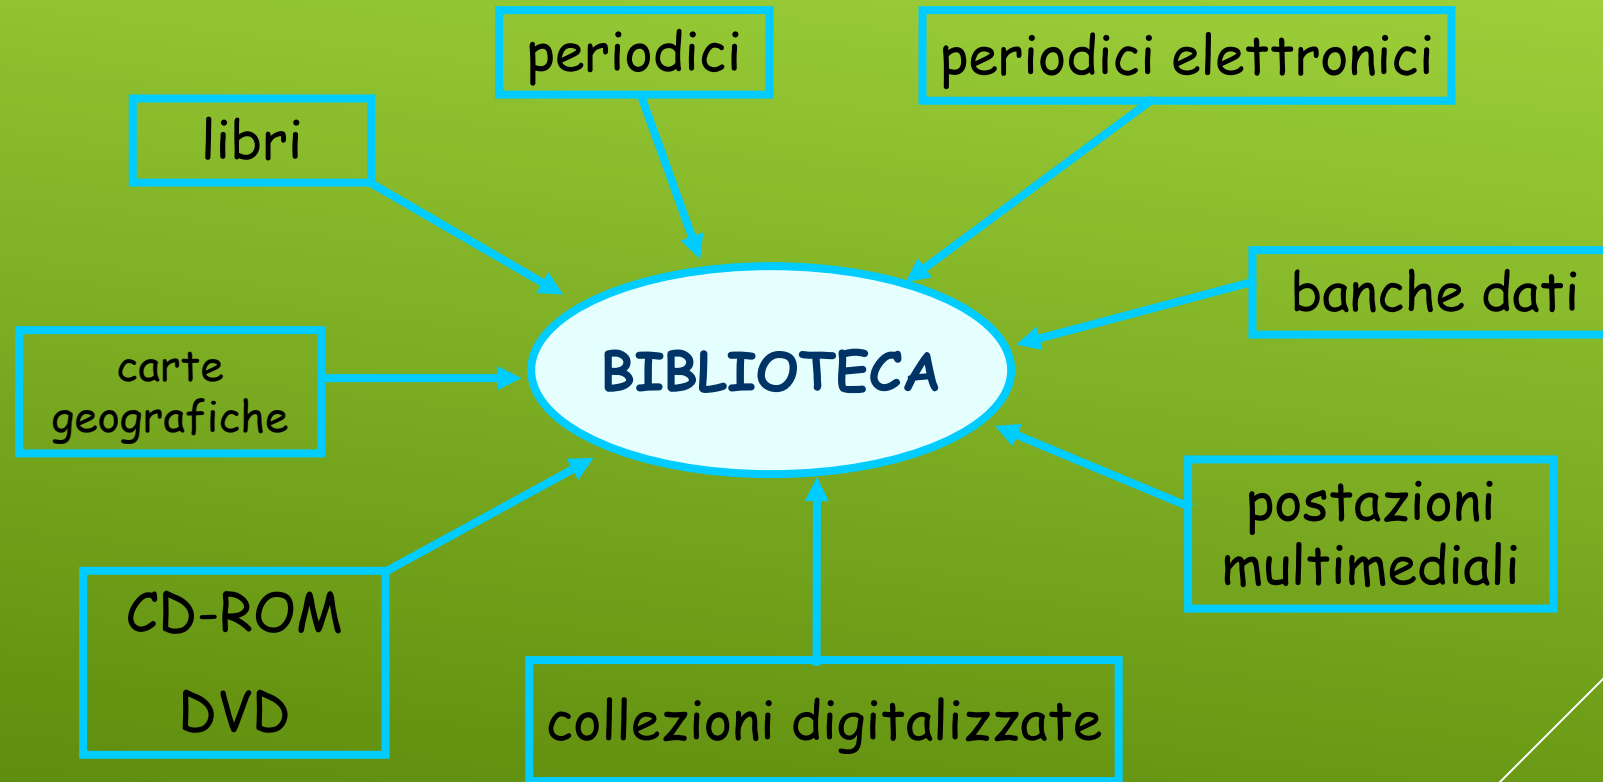 periodici
periodici elettronici
libri
banche dati
BIBLIOTECA
carte
geografiche
postazioni
multimediali
CD-ROM
DVD
collezioni digitalizzate